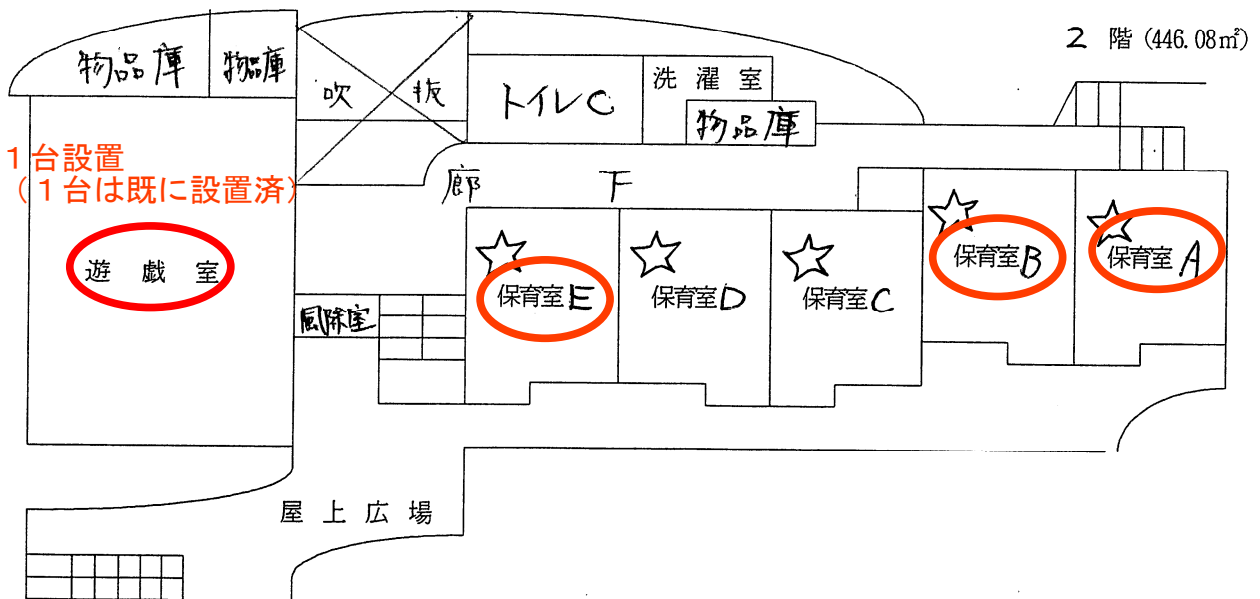 2 階 (446.08㎡)
物品庫
物品庫
吹 抜
トイレC
洗 濯 室
物品庫
1台設置
(1台は既に設置済)
廊 下
遊 戯 室
保育室E
保育室D
保育室C
保育室B
保育室A
風除室
屋 上 広 場